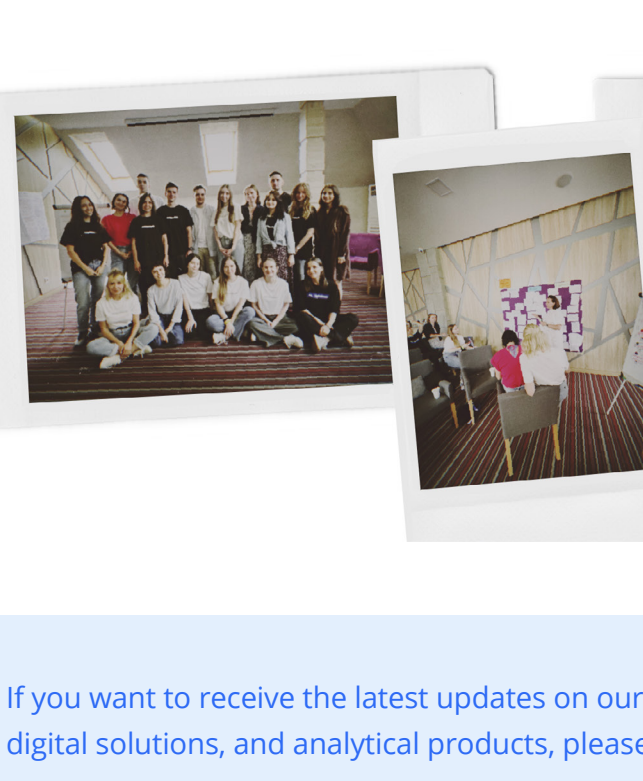 If you want to receive the latest updates on our
digital solutions, and analytical products, please